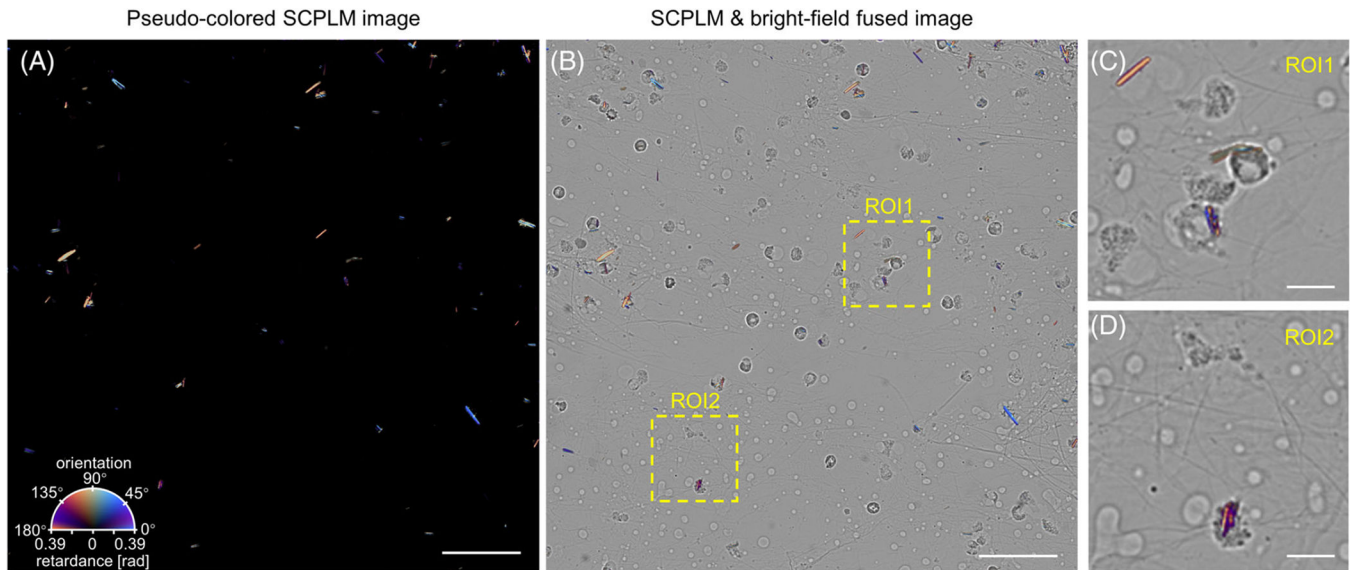 Pseudo-colored SCPLM image
SCPLM & bright-field fused image
(A)
orientation
90°
135°
45°
180°
0°
0.39
0
0.39
retardance [rad]
(B)
ROI1
ROI2
(C)
ROI1
(D)
ROI2